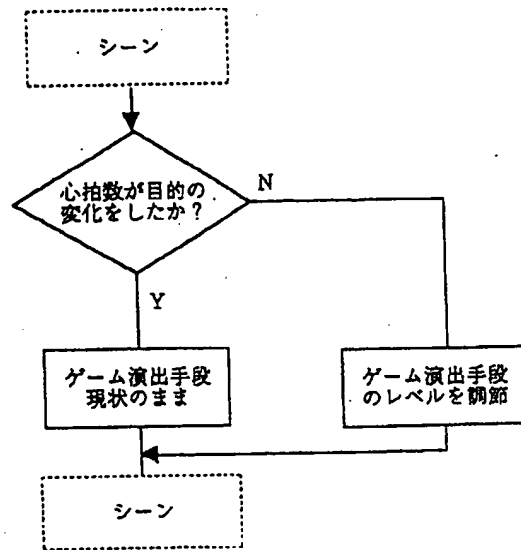 シーン
心拍数が目的の
変化をしたか？
N
Y
ゲーム演出手段
現状のまま
ゲーム演出手段
のレベルを調節
シーン